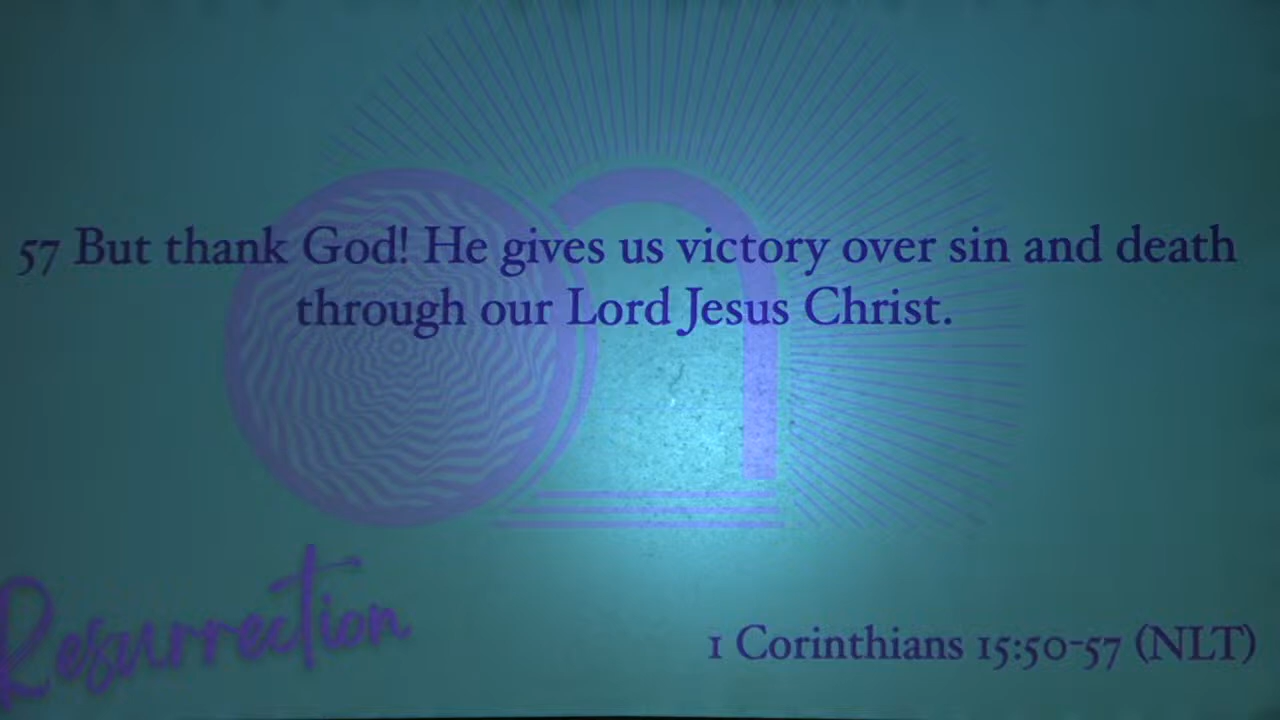 57 But thank God! He gives us victory over sin and death
through our Lord Jesus Christ.
Resurrection
1 Corinthians 15:50-57 (NLT)